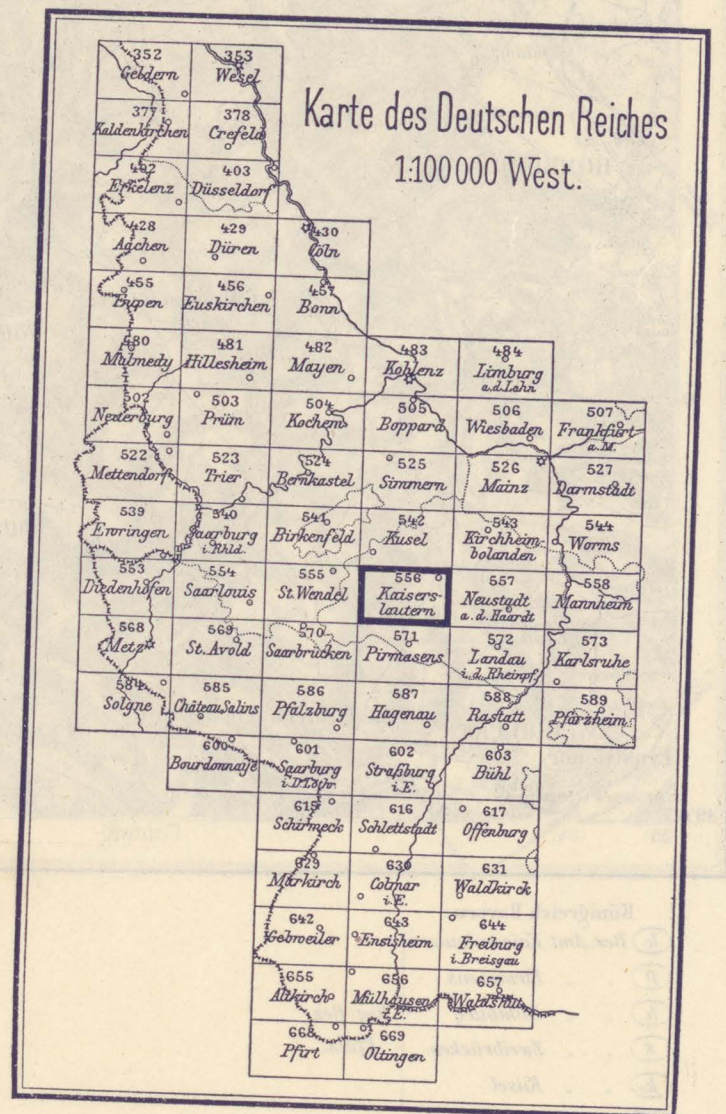 Karte des Deutschen Reiches
1:100000 West.
352 353
Geldern Wesel
377 378
Kaldenkirchen Crefeld
402 403
Erkelenz Düsseldorf
428 429 430
Aachen Düren Cöln
455 456 457
Eupen Euskirchen Bonn
480 481 482 483 484
Malmedy Hillesheim Mayen Koblenz Limburg
a.d.Lahn
502 503 504 505 506 507
Neuerburg Prüm Kochem Boppard Wiesbaden Frankfurt
a.M.
522 523 524 525 526 527
Mettendorf Trier Bernkastel Simmern Mainz Darmstadt
539 540 541 542 543 544
Ewringen Saarburg Birkenfeld Kusel Kirchheim Worms
i.Rhld. bolanden
553 554 555 556 557 558
Diedenhofen Saarlouis St.Wendel Kaisers- Neustadt Mannheim
lautern a.d.Haardt
568 569 570 571 572 573
Metz St.Avold Saarbrücken Pirmasens Landau Karlsruhe
i.d.Rheinpf.
584 585 586 587 588 589
Solgne Château Salins Pfalzburg Hagenau Rastatt Pfarzheim
600 601 602 603
Bourdonnaye Saarburg Straßburg Bühl
i.D.Lothr i.E.
615 616 617
Schirmeck Schlettstadt Offenburg
629 630 631
Markirch Colmar Waldkirck
i.E.
642 643 644
Gebweiler Ensisheim Freiburg
i.Breisgau
655 656 657
Altkirch Mülhausen Waldshut
i.E.
668 669
Pfirt Oltingen